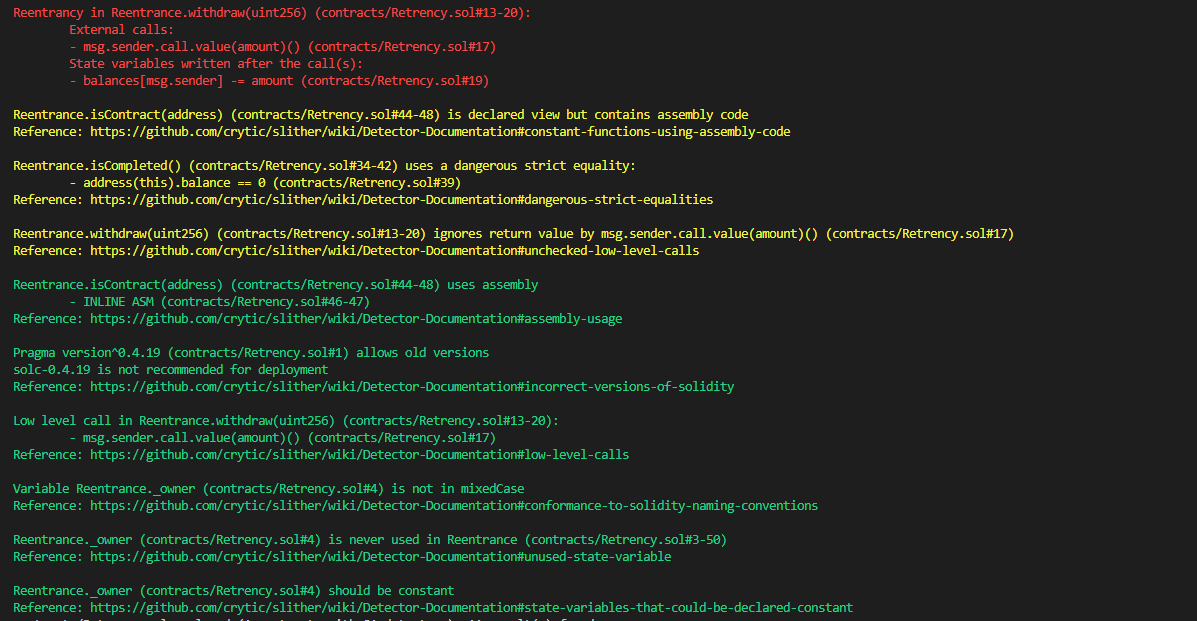 Reentrancy in Reentrance.withdraw(uint256) (contracts/Retrency.sol#13-20):
External calls:
- msg.sender.call.value(amount)() (contracts/Retrency.sol#17)
State variables written after the call(s):
- balances[msg.sender] -= amount (contracts/Retrency.sol#19)
Reentrance.isContract(address) (contracts/Retrency.sol#44-48) is declared view but contains assembly code
Reference: https://github.com/crytic/slither/wiki/Detector-Documentation#constant-functions-using-assembly-code
Reentrance.isCompleted() (contracts/Retrency.sol#34-42) uses a dangerous strict equality:
- address(this).balance == 0 (contracts/Retrency.sol#39)
Reference: https://github.com/crytic/slither/wiki/Detector-Documentation#dangerous-strict-equalities
Reentrance.withdraw(uint256) (contracts/Retrency.sol#13-20) ignores return value by msg.sender.call.value(amount)() (contracts/Retrency.sol#17)
Reference: https://github.com/crytic/slither/wiki/Detector-Documentation#unchecked-low-level-calls
Reentrance.isContract(address) (contracts/Retrency.sol#44-48) uses assembly
- INLINE ASM (contracts/Retrency.sol#46-47)
Reference: https://github.com/crytic/slither/wiki/Detector-Documentation#assembly-usage
Pragma version^0.4.19 (contracts/Retrency.sol#1) allows old versions
solc-0.4.19 is not recommended for deployment
Reference: https://github.com/crytic/slither/wiki/Detector-Documentation#incorrect-versions-of-solidity
Low level call in Reentrance.withdraw(uint256) (contracts/Retrency.sol#13-20):
- msg.sender.call.value(amount)() (contracts/Retrency.sol#17)
Reference: https://github.com/crytic/slither/wiki/Detector-Documentation#low-level-calls
Variable Reentrance._owner (contracts/Retrency.sol#4) is not in mixedCase
Reference: https://github.com/crytic/slither/wiki/Detector-Documentation#conformance-to-solidity-naming-conventions
Reentrance._owner (contracts/Retrency.sol#4) is never used in Reentrance (contracts/Retrency.sol#3-50)
Reference: https://github.com/crytic/slither/wiki/Detector-Documentation#unused-state-variable
Reentrance._owner (contracts/Retrency.sol#4) should be constant
Reference: https://github.com/crytic/slither/wiki/Detector-Documentation#state-variables-that-could-be-declared-constant